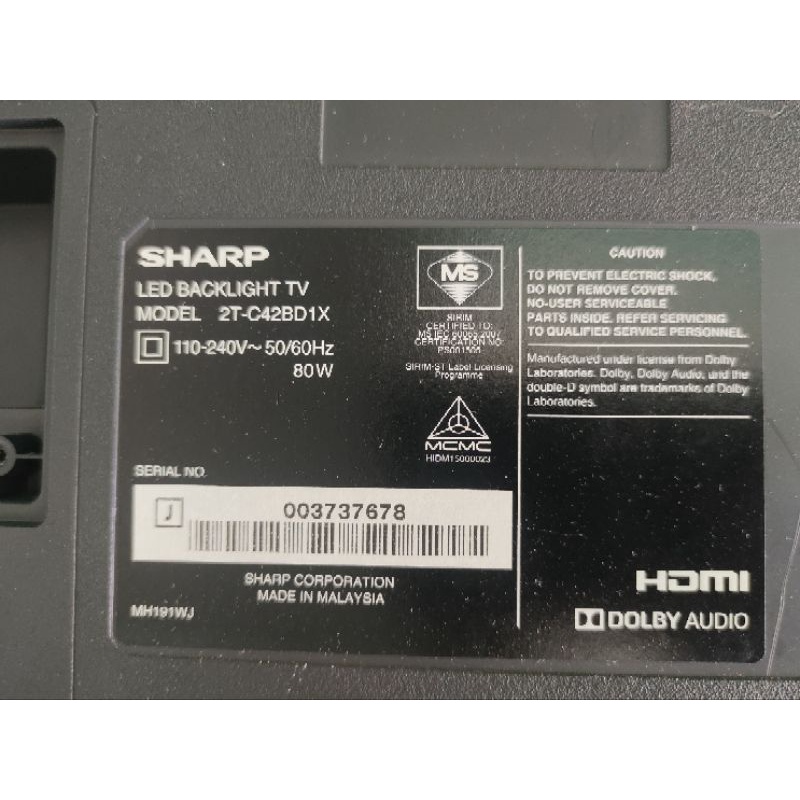 SHARP
LED BACKLIGHT TV
MODEL 2T-C42BD1X
110-240V~ 50/60Hz
80W
MS
SIRIM
CERTIFIED TO:
MS IEC 60065:2007
CERTIFICATION NO:
PS001505
SIRIM-ST Label Licensing
Programme
MCMC
HIDM15000023
SERIAL NO.
J
003737678
SHARP CORPORATION
MADE IN MALAYSIA
MH191WJ
CAUTION
TO PREVENT ELECTRIC SHOCK,
DO NOT REMOVE COVER.
NO-USER SERVICEABLE
PARTS INSIDE. REFER SERVICING
TO QUALIFIED SERVICE PERSONNEL.
Manufactured under license from Dolby
Laboratories. Dolby, Dolby Audio, and the
double-D symbol are trademarks of Dolby
Laboratories.
HDMI
DOLBY AUDIO